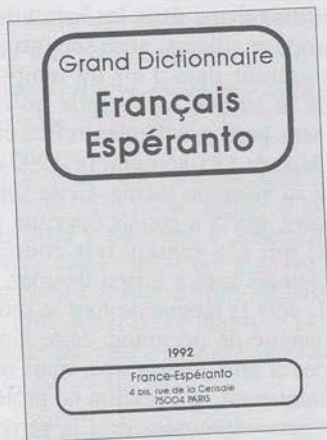 Grand Dictionnaire
Français
Espéranto
1992
France-Espéranto
4 bis, rue de la Cerisaie
75004 PARIS